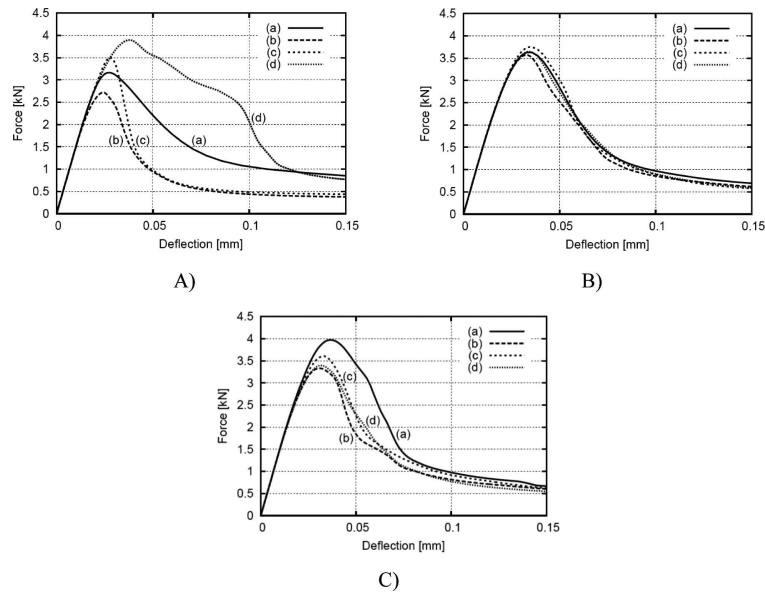 4.5
4
3.5
3
2.5
2
1.5
1
0.5
0
Force [kN]
0 0.05 0.1 0.15
Deflection [mm]
(a)
(b)
(c)
(d)
(d)
(a)
(b) (c)
A)
4.5
4
3.5
3
2.5
2
1.5
1
0.5
0
Force [kN]
0 0.05 0.1 0.15
Deflection [mm]
(a)
(b)
(c)
(d)
B)
4.5
4
3.5
3
2.5
2
1.5
1
0.5
0
Force [kN]
0 0.05 0.1 0.15
Deflection [mm]
(a)
(b)
(c)
(d)
(c)
(d)
(b) (a)
C)